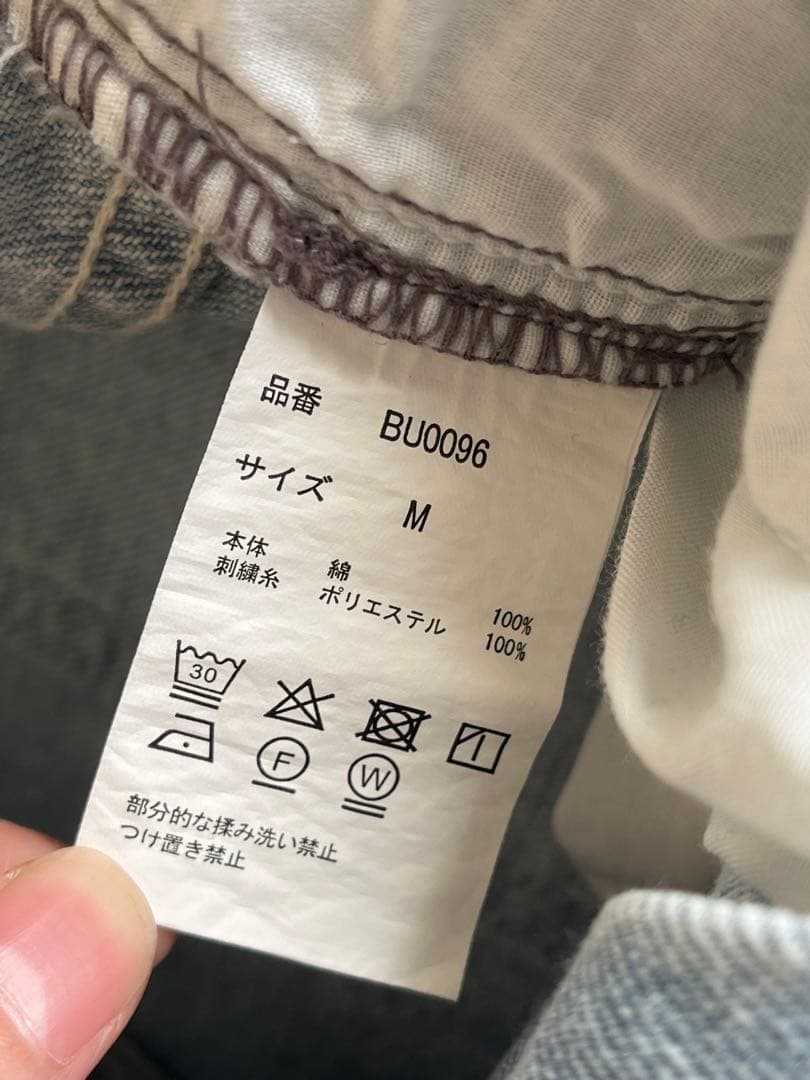 品番 BU0096
サイズ M
本体 綿 100%
刺繍糸 ポリエステル 100%
30
F W
部分的な揉み洗い禁止
つけ置き禁止